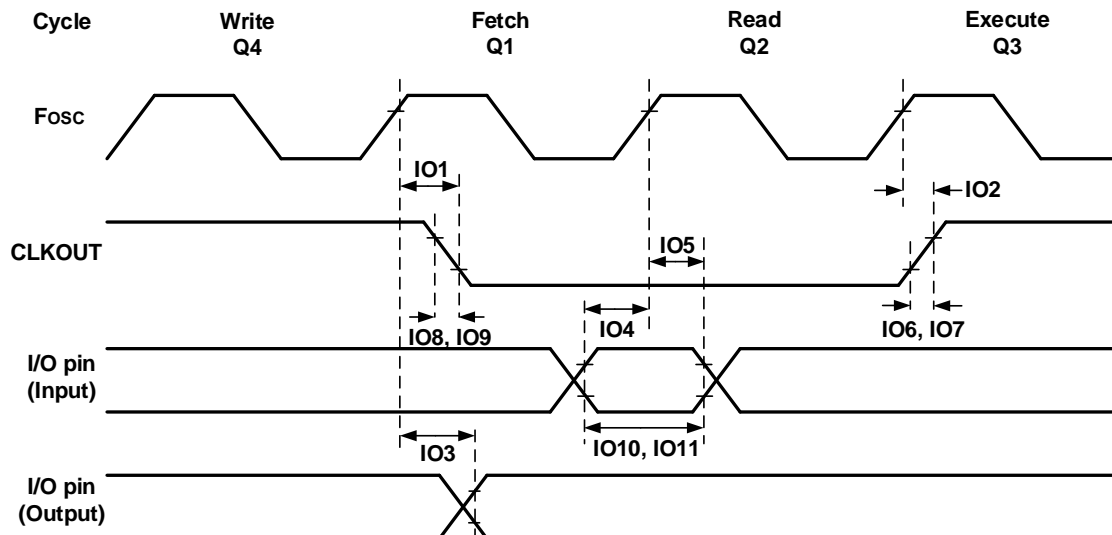 Cycle
Write
Q4
Fetch
Q1
Read
Q2
Execute
Q3
Fosc
IO1
IO2
CLKOUT
IO5
IO8, IO9
IO4
IO6, IO7
I/O pin
(Input)
IO10, IO11
IO3
I/O pin
(Output)